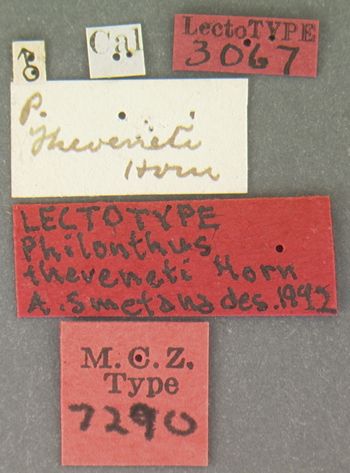 ♂
Cal
LectoTYPE
3067
P.
Theveneti
Horn
LECTOTYPE
Philonthus
theveneti Horn
A. Smetana des. 1992
M.C.Z.
Type
7290